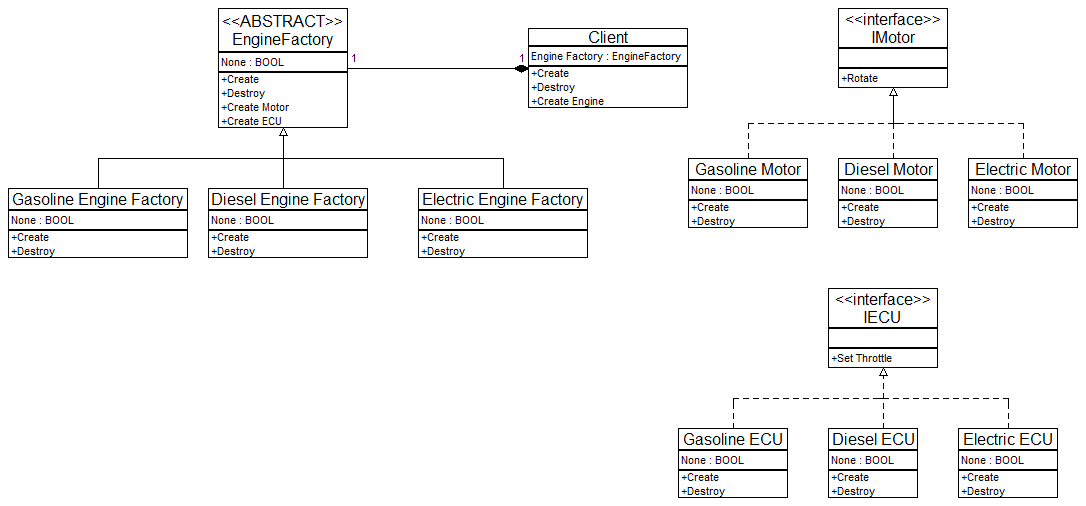 <<ABSTRACT>>
EngineFactory
None : BOOL
+Create
+Destroy
+Create Motor
+Create ECU
1
1
Client
Engine Factory : EngineFactory
+Create
+Destroy
+Create Engine
<<interface>>
IMotor
+Rotate
Gasoline Engine Factory
None : BOOL
+Create
+Destroy
Diesel Engine Factory
None : BOOL
+Create
+Destroy
Electric Engine Factory
None : BOOL
+Create
+Destroy
Gasoline Motor
None : BOOL
+Create
+Destroy
Diesel Motor
None : BOOL
+Create
+Destroy
Electric Motor
None : BOOL
+Create
+Destroy
<<interface>>
IECU
+Set Throttle
Gasoline ECU
None : BOOL
+Create
+Destroy
Diesel ECU
None : BOOL
+Create
+Destroy
Electric ECU
None : BOOL
+Create
+Destroy